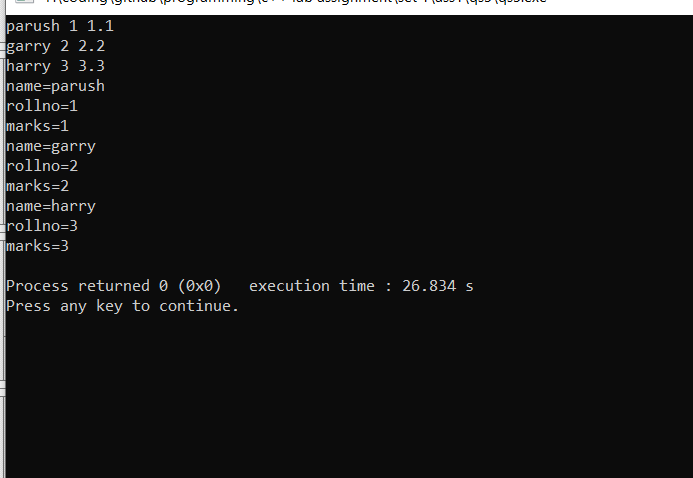 parush 1 1.1
garry 2 2.2
harry 3 3.3
name=parush
rollno=1
marks=1
name=garry
rollno=2
marks=2
name=harry
rollno=3
marks=3
Process returned 0 (0x0)   execution time : 26.834 s
Press any key to continue.